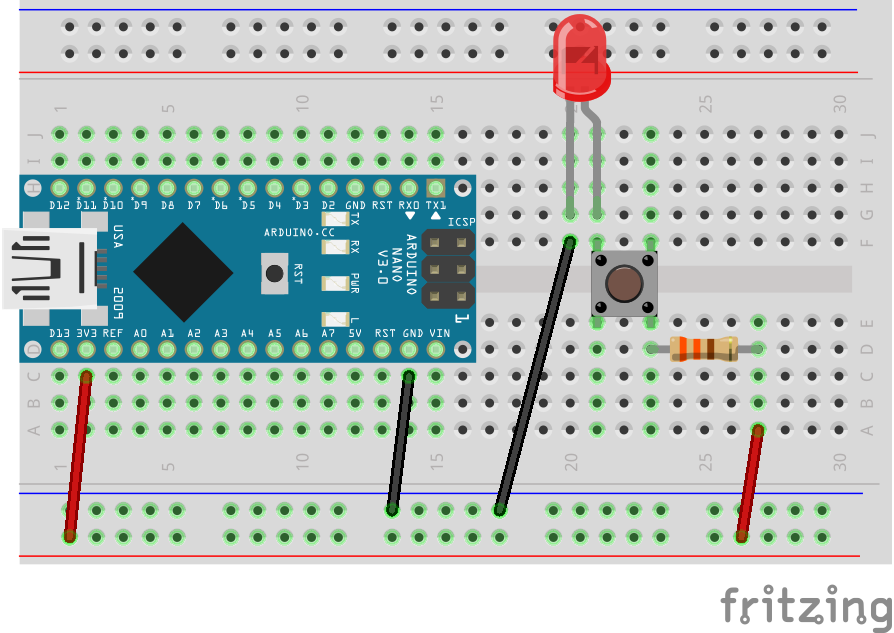 1 5 10 15 20 25 30
J J
I I
H H
G G
F F
D12 D11 D10 D9 D8 D7 D6 D5 D4 D3 D2 GND RST RX0 TX1
TX
RX
PWR
L
ICSP
1
ARDUINO.CC
RST
ARDUINO
NANO
V3.0
USA
2009
D13 3V3 REF A0 A1 A2 A3 A4 A5 A6 A7 5V RST GND VIN
E E
D D
C C
B B
A A
1 5 10 15 20 25 30
fritzing